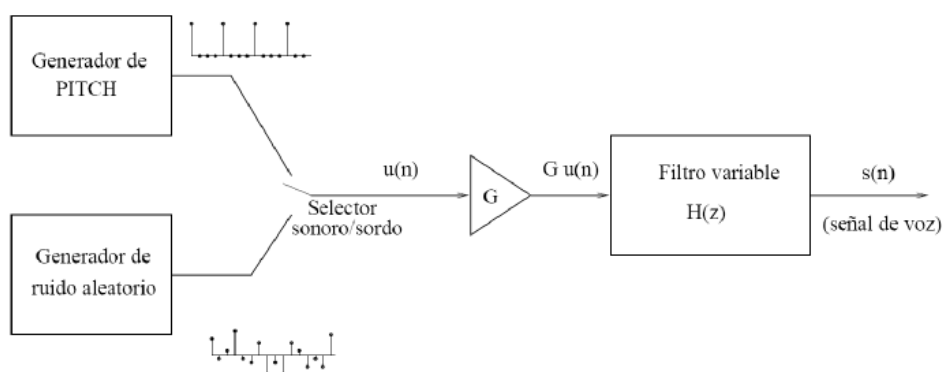 Generador de
PITCH
Selector
sonoro/sordo
Generador de
ruido aleatorio
u(n)
G
G u(n)
Filtro variable
H(z)
s(n)
(señal de voz)